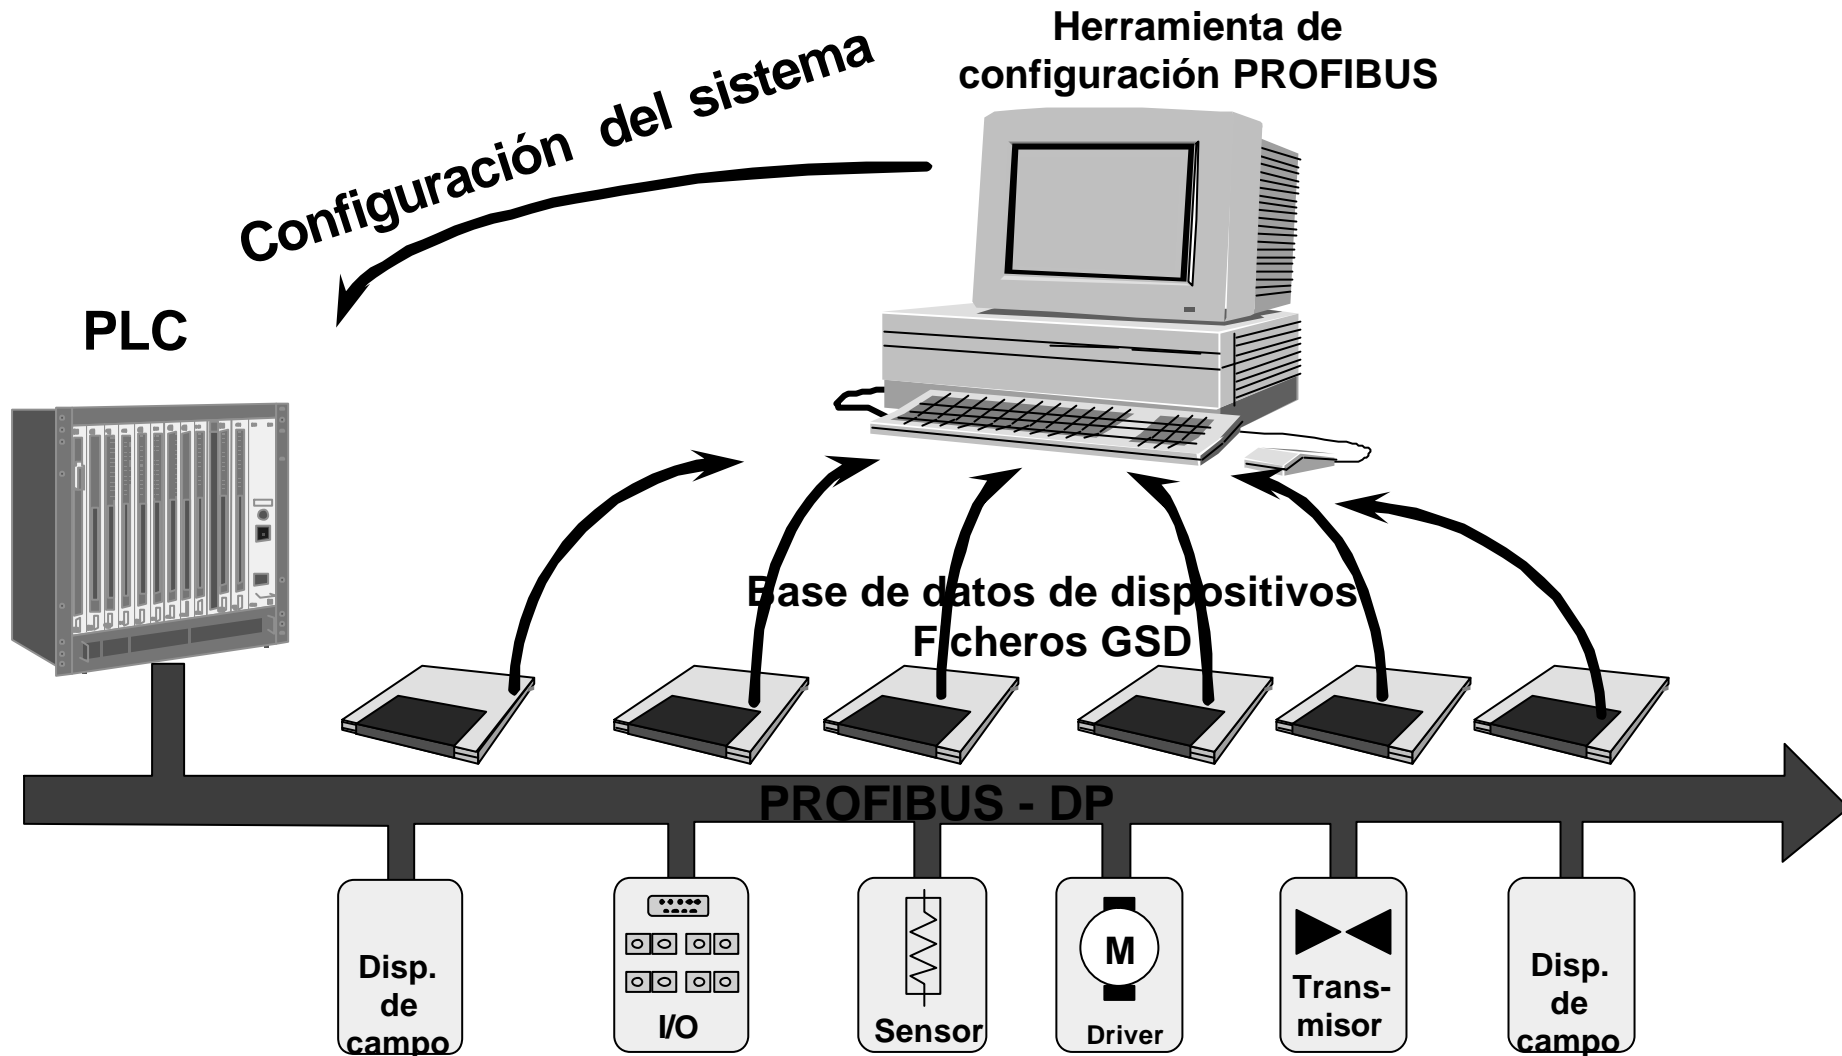 Herramienta de
configuración PROFIBUS
Configuración del sistema
PLC
Base de datos de dispositivos
Ficheros GSD
PROFIBUS - DP
Disp.
de
campo
I/O
Sensor
M
Driver
Trans-
misor
Disp.
de
campo